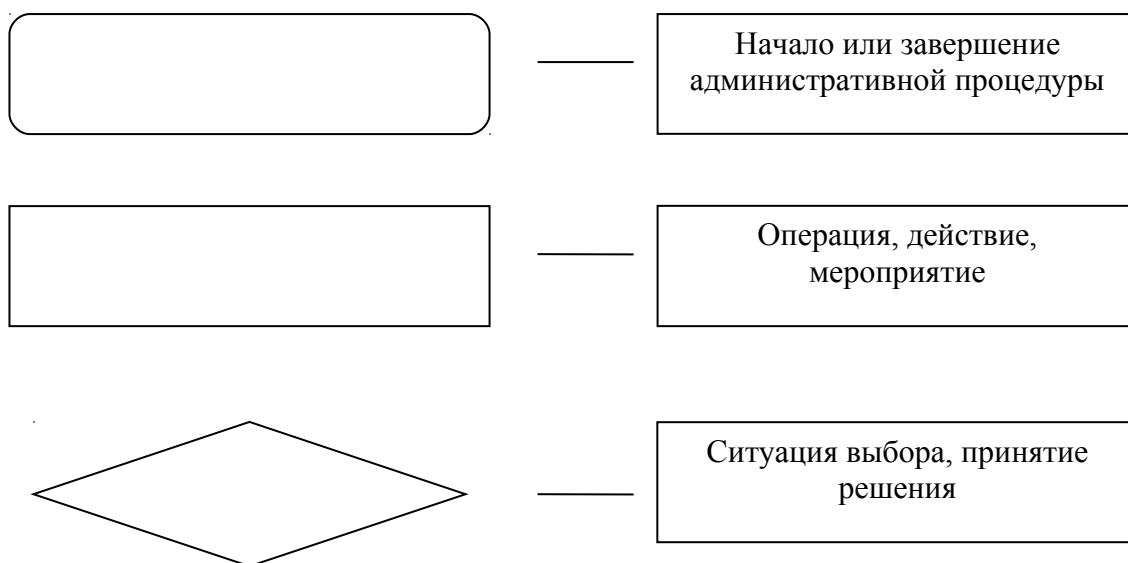 Начало или завершение
административной процедуры
Операция, действие,
мероприятие
Ситуация выбора, принятие
решения